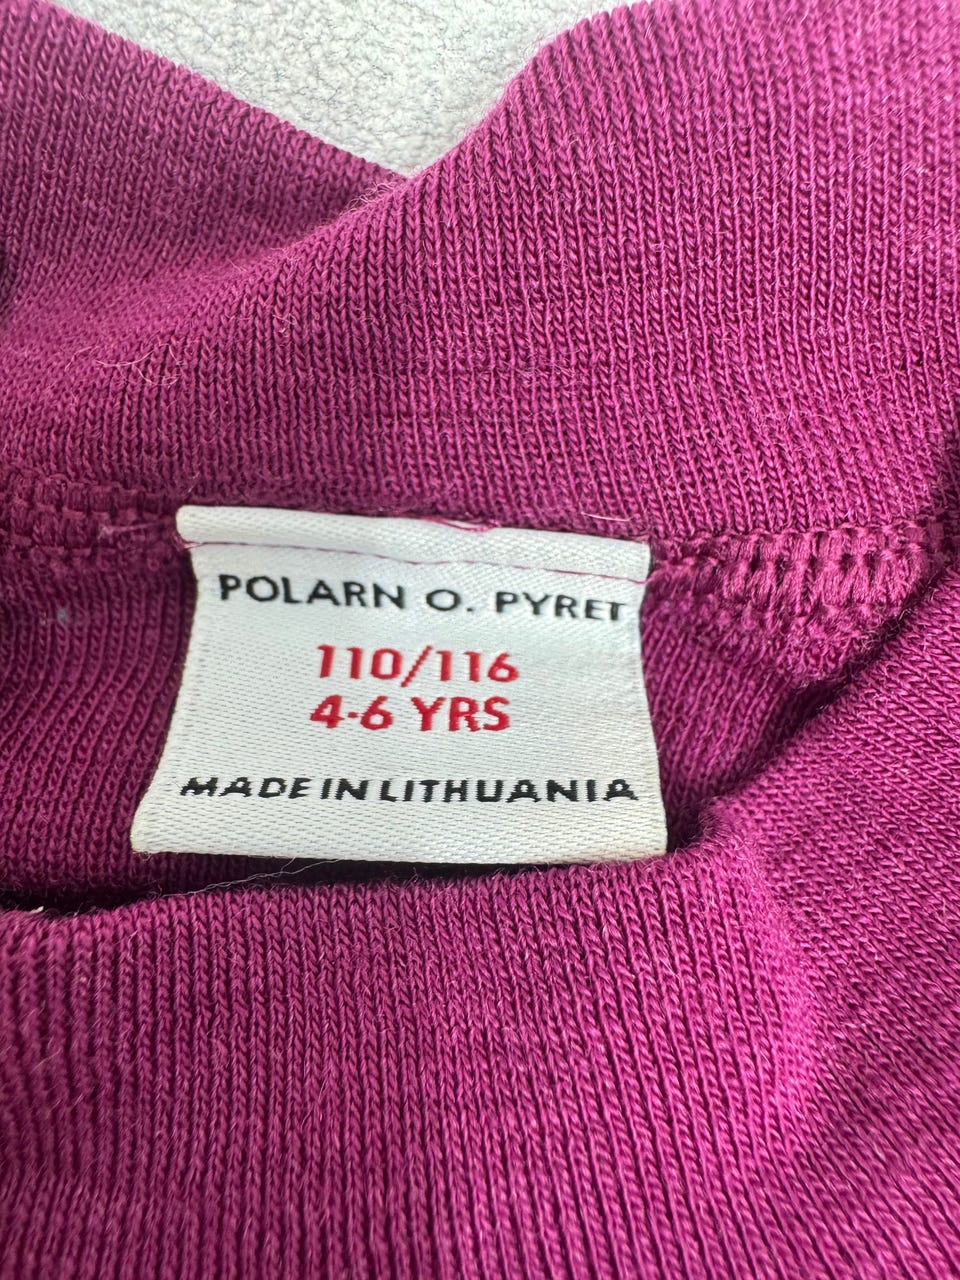 POLARN O. PYRET
110/116
4-6 YRS
MADE IN LITHUANIA